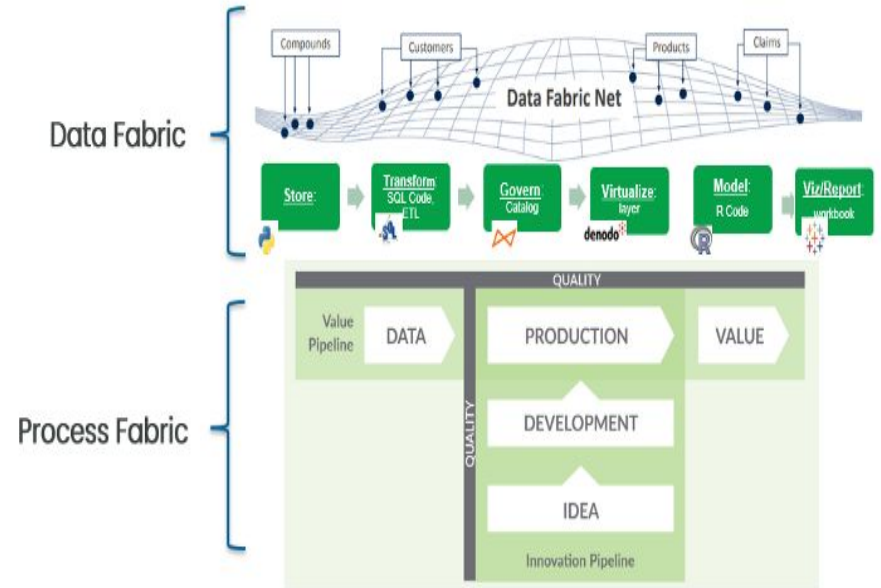 Compounds
Customers
Products
Claims
Data Fabric Net
Data Fabric
Store:
Transform:
SQL Code,
ETL
Govern:
Catalog
Virtualize:
layer
denodo
Model:
R Code
R
Viz/Report:
workbook
QUALITY
Value
Pipeline
DATA
PRODUCTION
VALUE
Process Fabric
QUALITY
DEVELOPMENT
IDEA
Innovation Pipeline